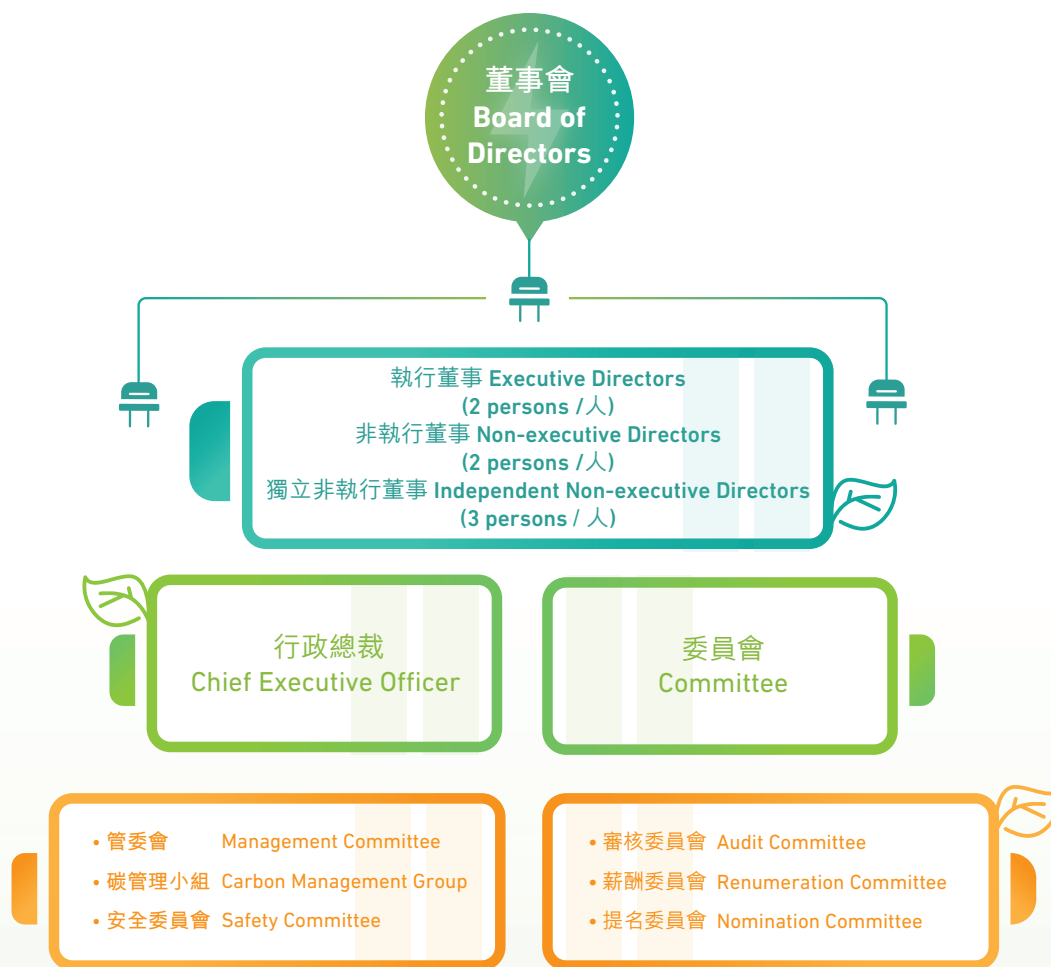 董事會
Board of
Directors
執行董事 Executive Directors
(2 persons /人)
非執行董事 Non-executive Directors
(2 persons /人)
獨立非執行董事 Independent Non-executive Directors
(3 persons / 人)
行政總裁
Chief Executive Officer
委員會
Committee
• 管委會 Management Committee
• 碳管理小組 Carbon Management Group
• 安全委員會 Safety Committee
• 審核委員會 Audit Committee
• 薪酬委員會 Renumeration Committee
• 提名委員會 Nomination Committee